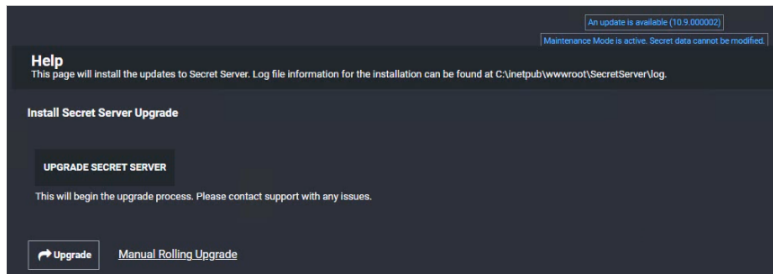 An update is available (10.9.000002)
Maintenance Mode is active. Secret data cannot be modified.
Help
This page will install the updates to Secret Server. Log file information for the installation can be found at C:\inetpub\wwwroot\SecretServer\log.
Install Secret Server Upgrade
UPGRADE SECRET SERVER
This will begin the upgrade process. Please contact support with any issues.
Upgrade Manual Rolling Upgrade